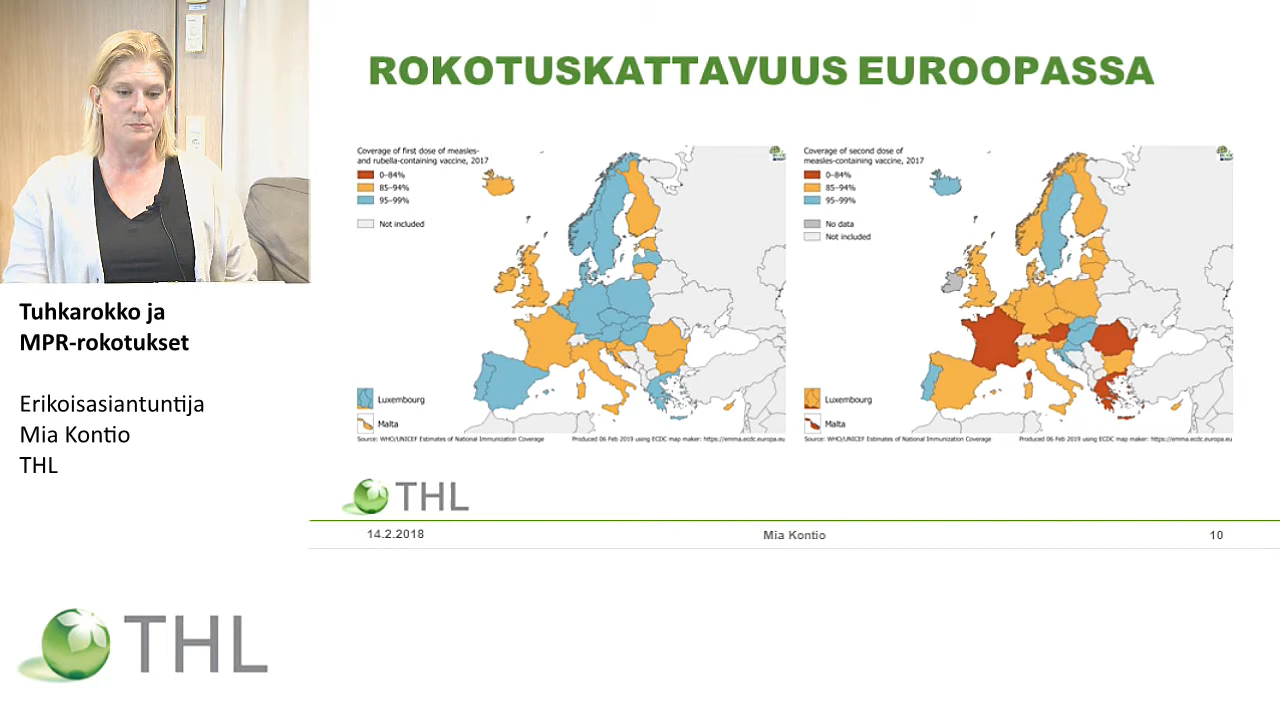 ROKOTUSKATTAVUUS EUROOPASSA
Coverage of first dose of measles-
and rubella-containing vaccine, 2017
0–84%
85–94%
95–99%
Not included
Luxembourg
Malta
Source: WHO/UNICEF Estimates of National Immunization Coverage
Produced 06 Feb 2019 using ECDC map maker: https://emma.ecdc.europa.eu
Coverage of second dose of
measles-containing vaccine, 2017
0–84%
85–94%
95–99%
No data
Not included
Luxembourg
Malta
Source: WHO/UNICEF Estimates of National Immunization Coverage
Produced 06 Feb 2019 using ECDC map maker: https://emma.ecdc.europa.eu
THL
14.2.2018
Mia Kontio
10
Tuhkarokko ja
MPR-rokotukset
Erikoisasiantuntija
Mia Kontio
THL
THL